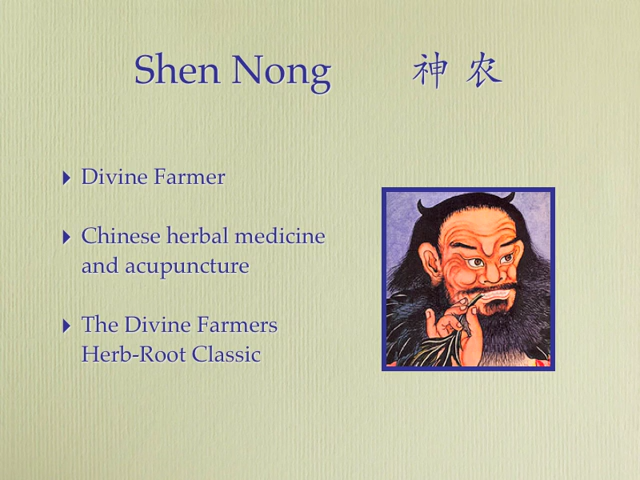 Shen Nong 神 农
Divine Farmer
Chinese herbal medicine
and acupuncture
The Divine Farmers
Herb-Root Classic